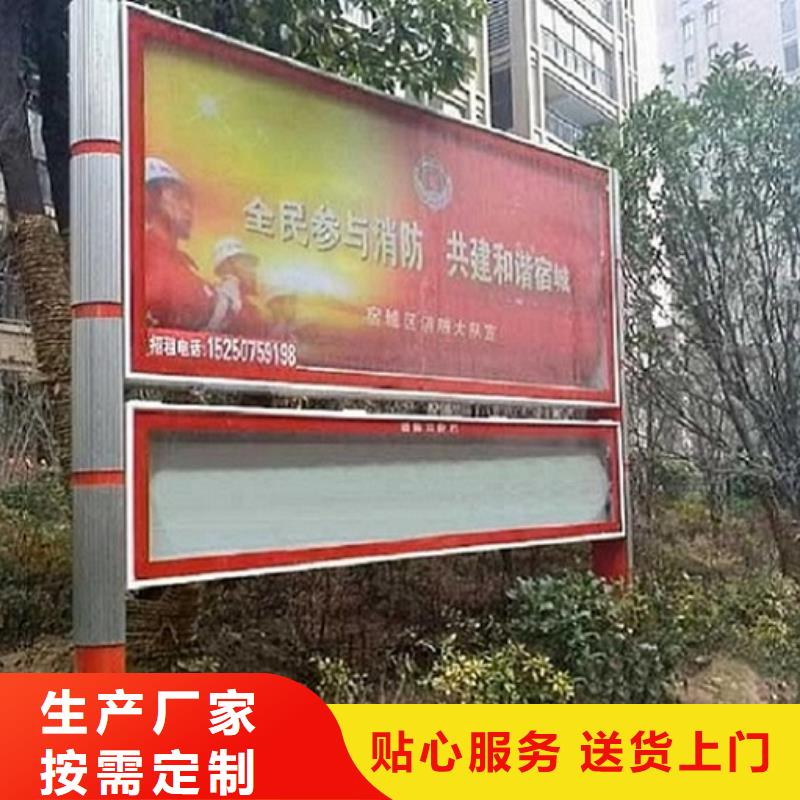 全民参与消防 共建和谐宿城
宿城区消防大队宣
招租电话:15250759198
生产厂家
按需定制
贴心服务 送货上门